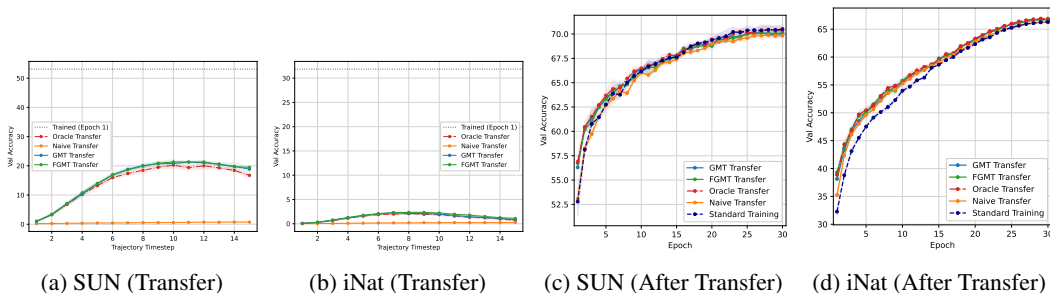 50
40
30
20
10
0
Val Accuracy
Trained (Epoch 1)
Oracle Transfer
Naive Transfer
GMT Transfer
FGMT Transfer
2 4 6 8 10 12 14
Trajectory Timestep
(a) SUN (Transfer)
30
25
20
15
10
5
0
Val Accuracy
Trained (Epoch 1)
Oracle Transfer
Naive Transfer
GMT Transfer
FGMT Transfer
2 4 6 8 10 12 14
Trajectory Timestep
(b) iNat (Transfer)
70.0
67.5
65.0
62.5
60.0
57.5
55.0
52.5
Val Accuracy
GMT Transfer
FGMT Transfer
Oracle Transfer
Naive Transfer
Standard Training
5 10 15 20 25 30
Epoch
(c) SUN (After Transfer)
65
60
55
50
45
40
35
30
Val Accuracy
GMT Transfer
FGMT Transfer
Oracle Transfer
Naive Transfer
Standard Training
5 10 15 20 25 30
Epoch
(d) iNat (After Transfer)